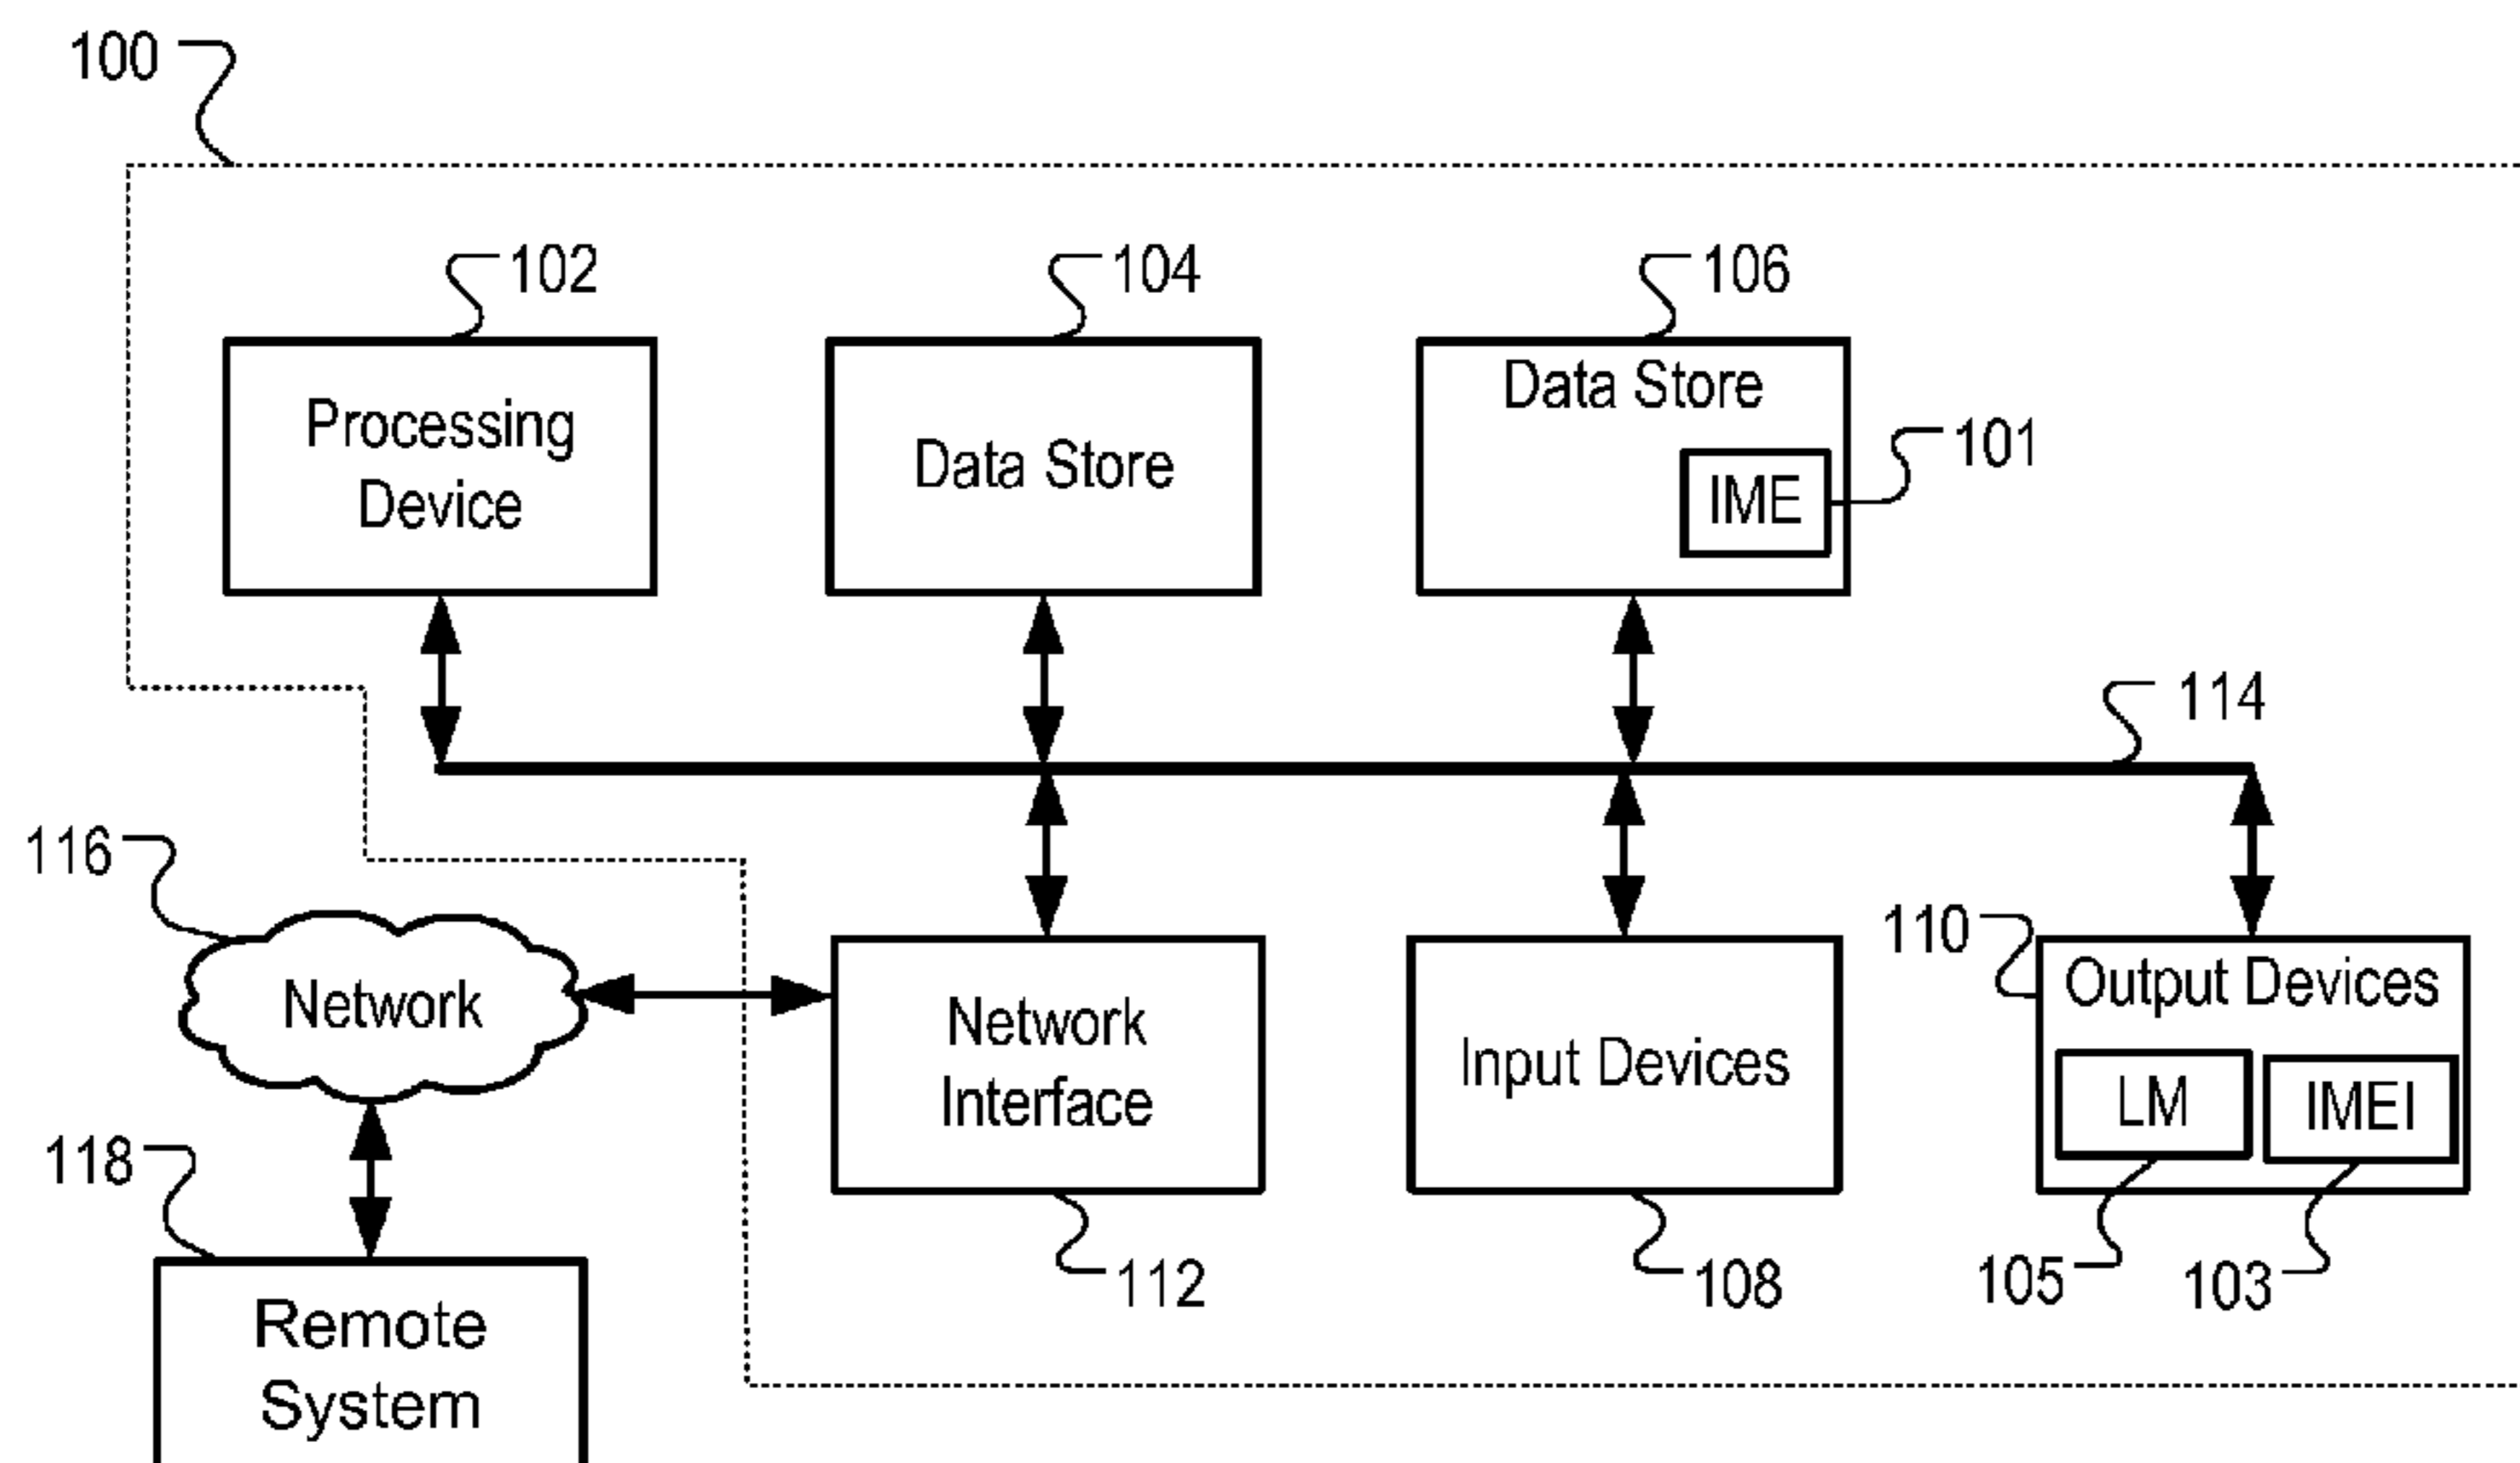 100
102
104
106
Processing
Device
Data Store
Data Store
IME
101
114
116
Network
Network
Interface
Input Devices
110
Output Devices
LM
IMEI
118
112
108
105
103
Remote
System